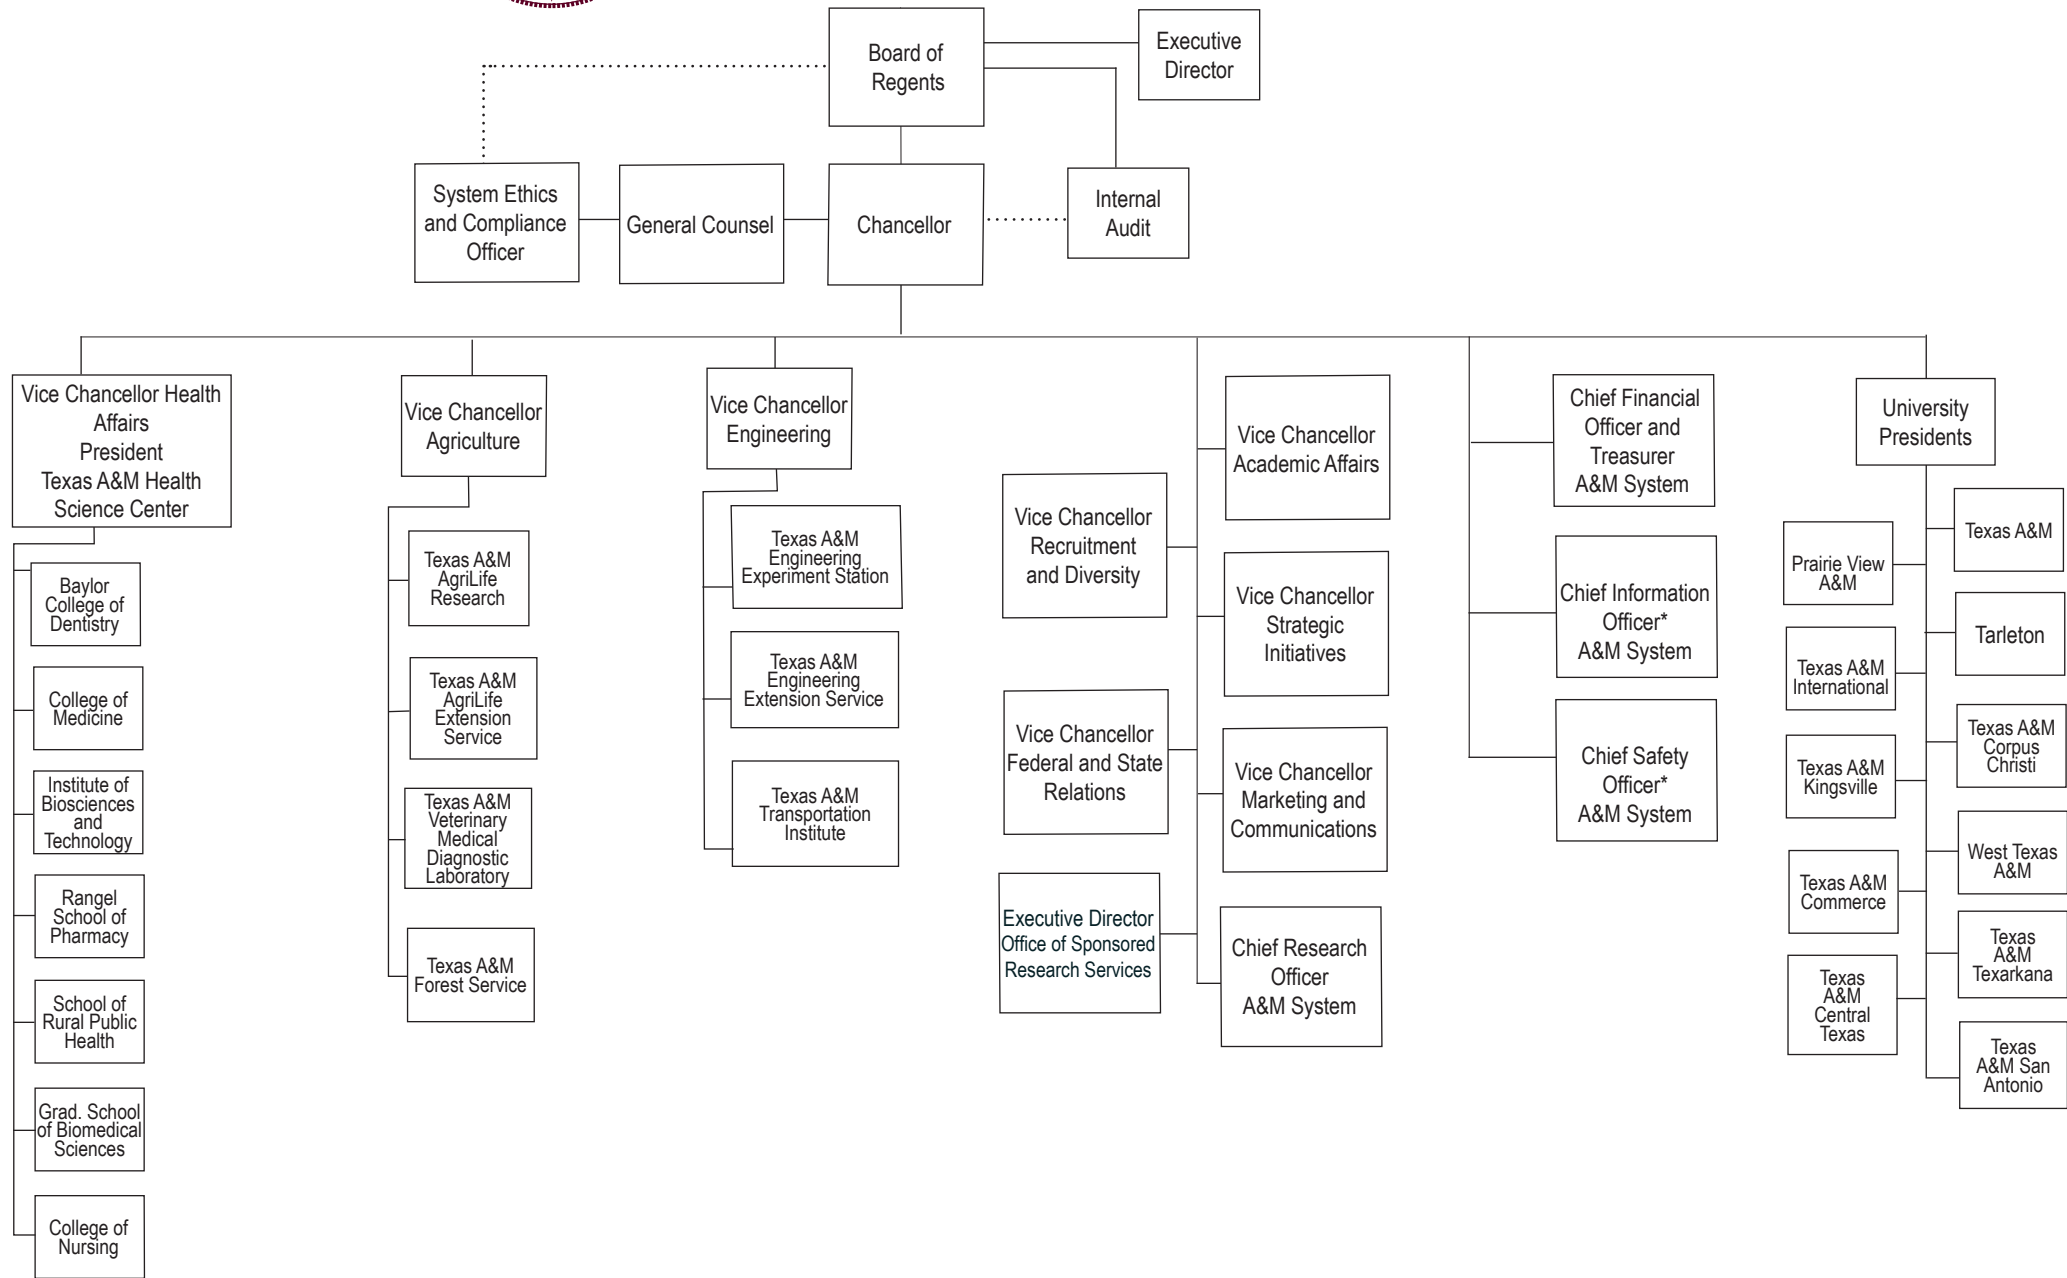 Board of
Regents
Executive
Director
System Ethics
and Compliance
Officer
General Counsel
Chancellor
Internal
Audit
Vice Chancellor Health
Affairs
President
Texas A&M Health
Science Center
Baylor
College of
Dentistry
College of
Medicine
Institute of
Biosciences
and
Technology
Rangel
School of
Pharmacy
School of
Rural Public
Health
Grad. School
of Biomedical
Sciences
College of
Nursing
Vice Chancellor
Agriculture
Texas A&M
AgriLife
Research
Texas A&M
AgriLife
Extension
Service
Texas A&M
Veterinary
Medical
Diagnostic
Laboratory
Texas A&M
Forest Service
Vice Chancellor
Engineering
Texas A&M
Engineering
Experiment Station
Texas A&M
Engineering
Extension Service
Texas A&M
Transportation
Institute
Vice Chancellor
Academic Affairs
Vice Chancellor
Recruitment
and Diversity
Vice Chancellor
Strategic
Initiatives
Vice Chancellor
Federal and State
Relations
Vice Chancellor
Marketing and
Communications
Executive Director
Office of Sponsored
Research Services
Chief Research
Officer
A&M System
Chief Financial
Officer and
Treasurer
A&M System
Chief Information
Officer*
A&M System
Chief Safety
Officer*
A&M System
University
Presidents
Texas A&M
Prairie View
A&M
Tarleton
Texas A&M
International
Texas A&M
Corpus
Christi
Texas A&M
Kingsville
West Texas
A&M
Texas A&M
Commerce
Texas
A&M
Texarkana
Texas
A&M
Central
Texas
Texas
A&M San
Antonio